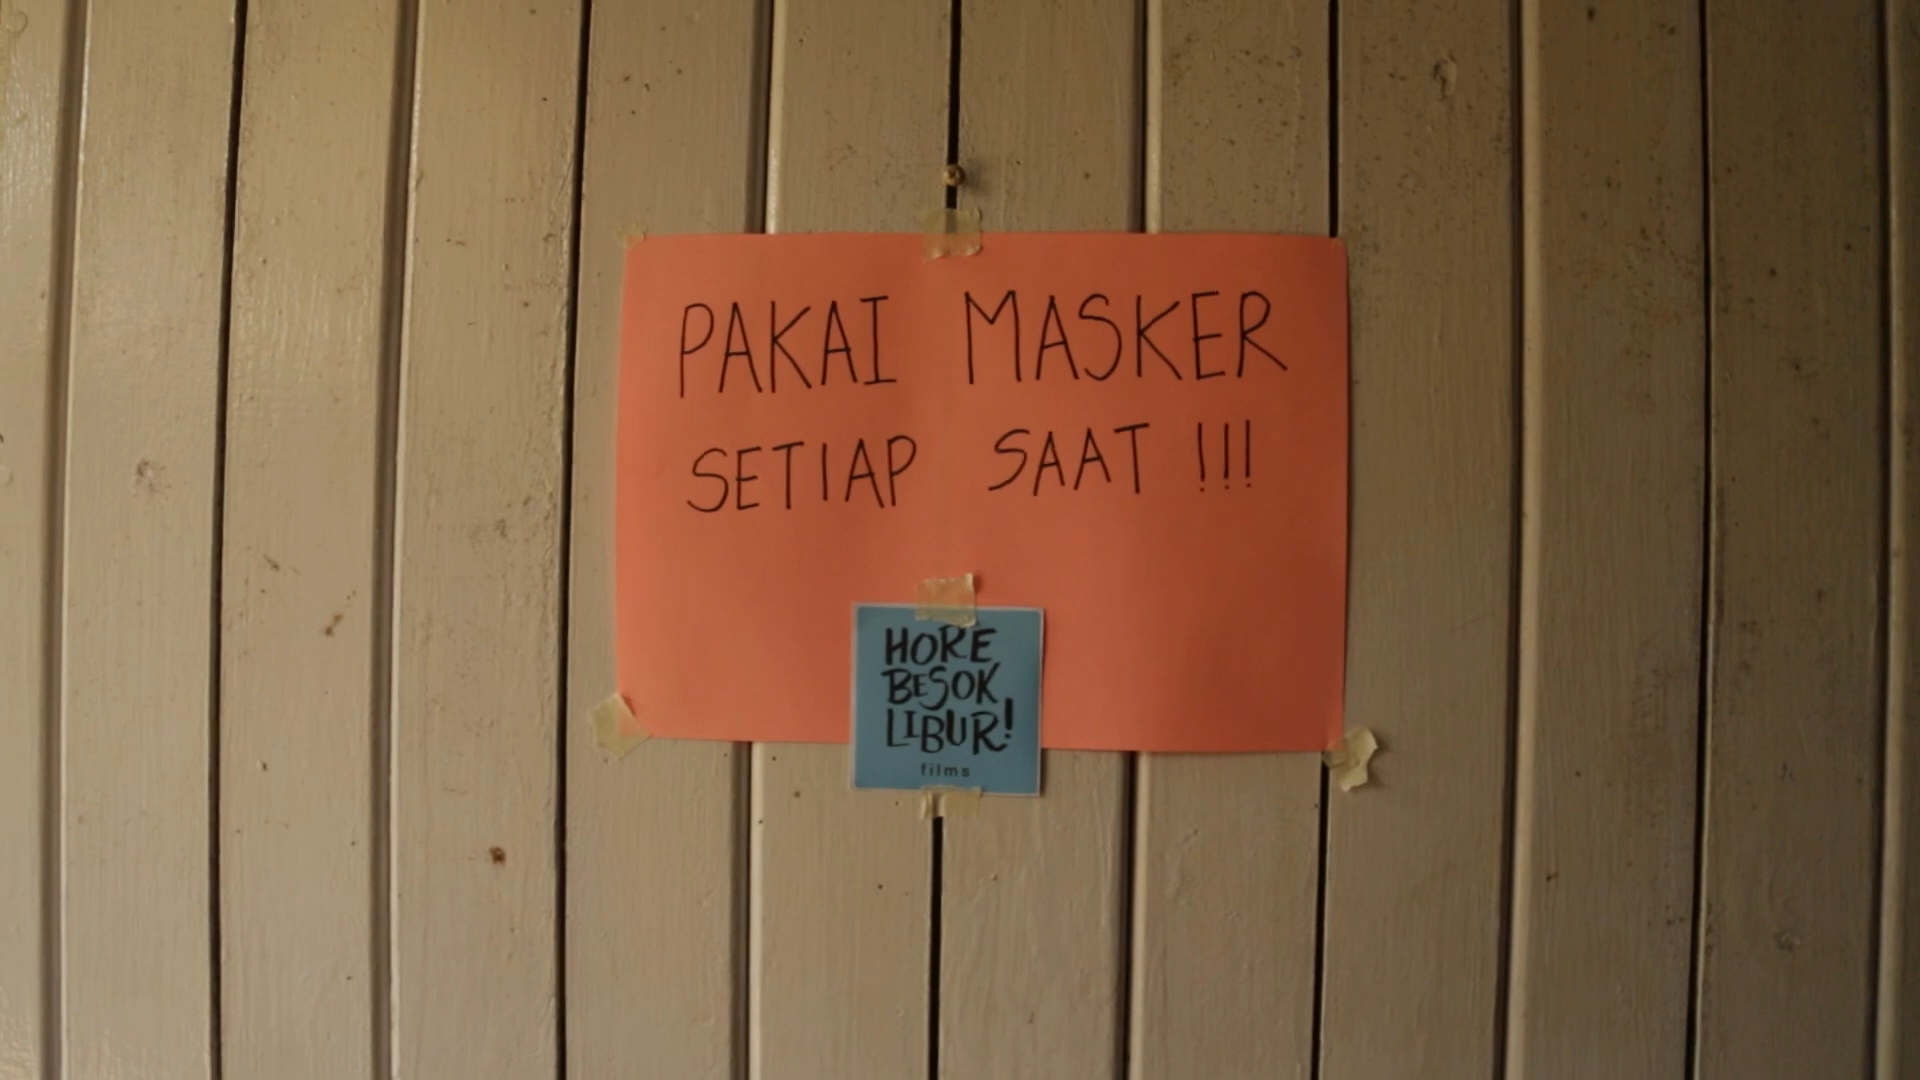 PAKAI MASKER
SETIAP SAAT !!!
HORE
BESOK
LIBUR!
films